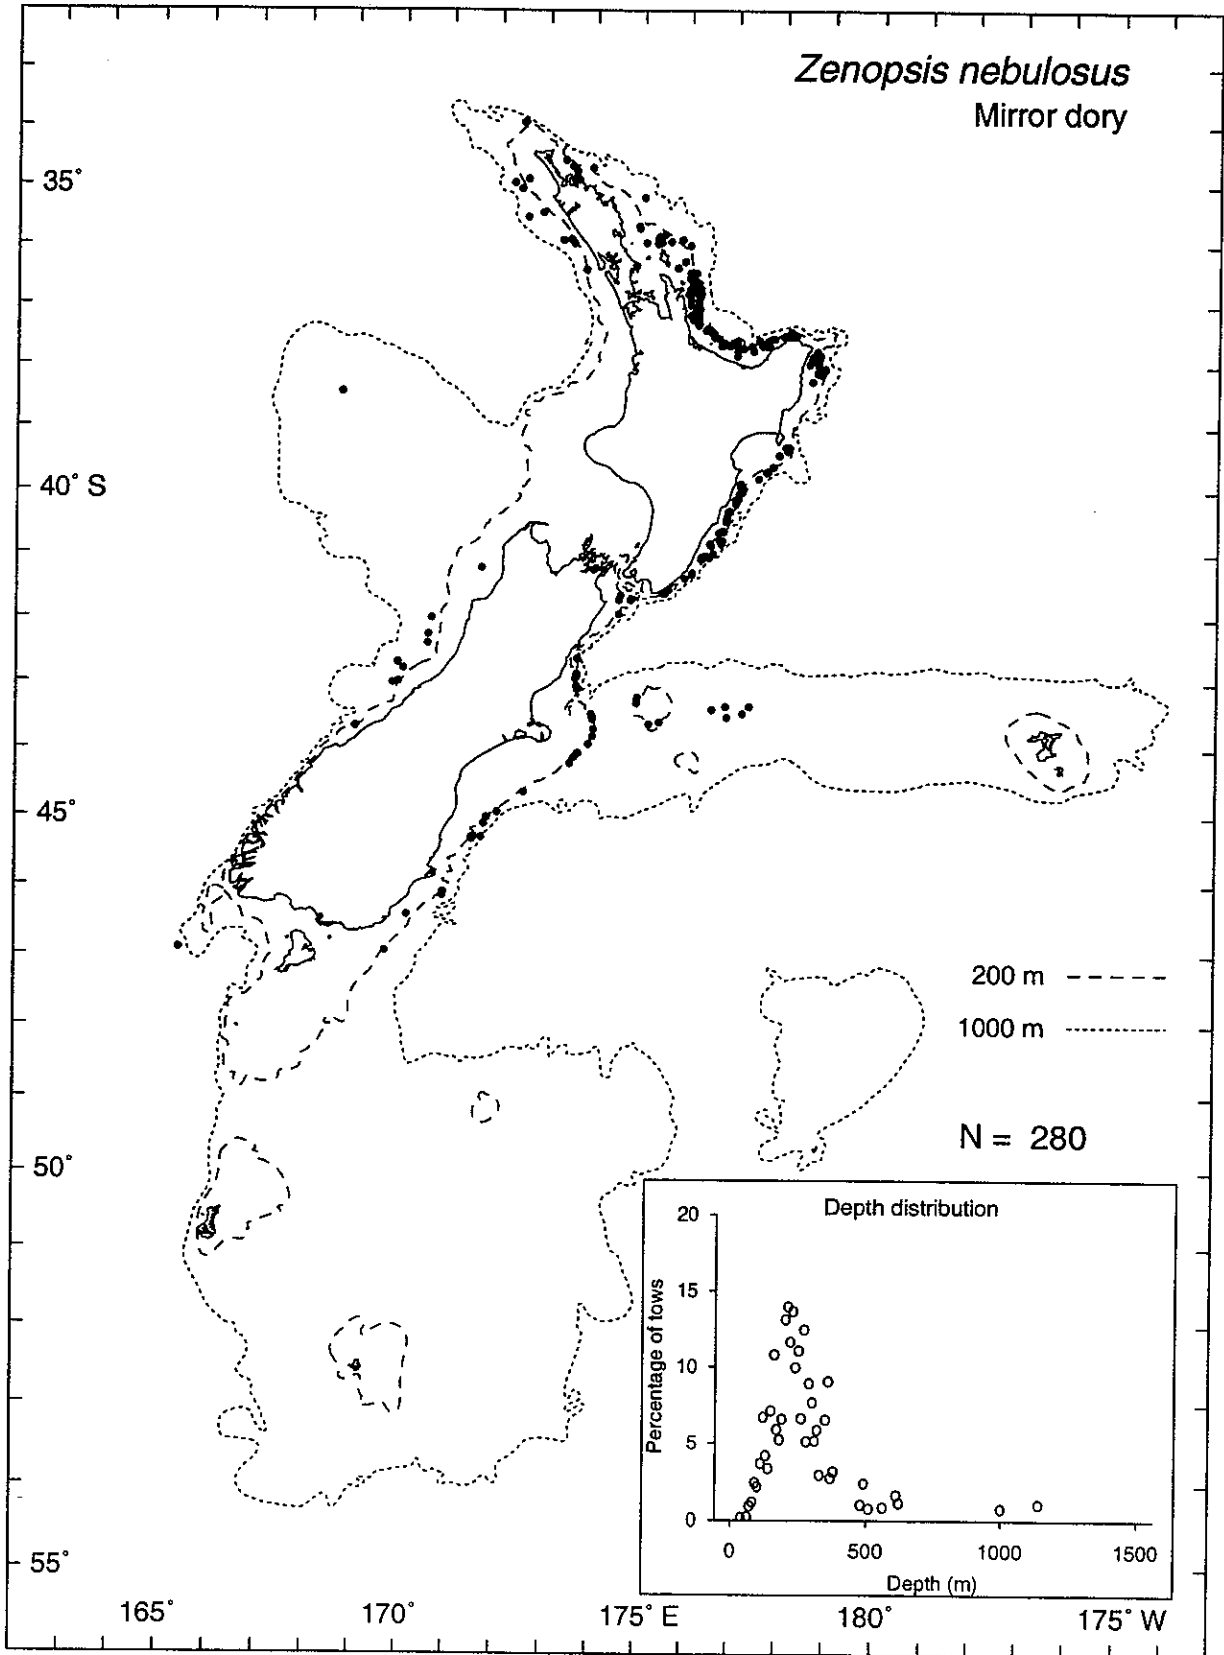 Zenopsis nebulosus
Mirror dory
35°
40° S
45°
50°
55°
165°
170°
175° E
180°
175° W
200 m
1000 m
N = 280
Depth distribution
Percentage of tows
20
15
10
5
0
0
500
1000
1500
Depth (m)